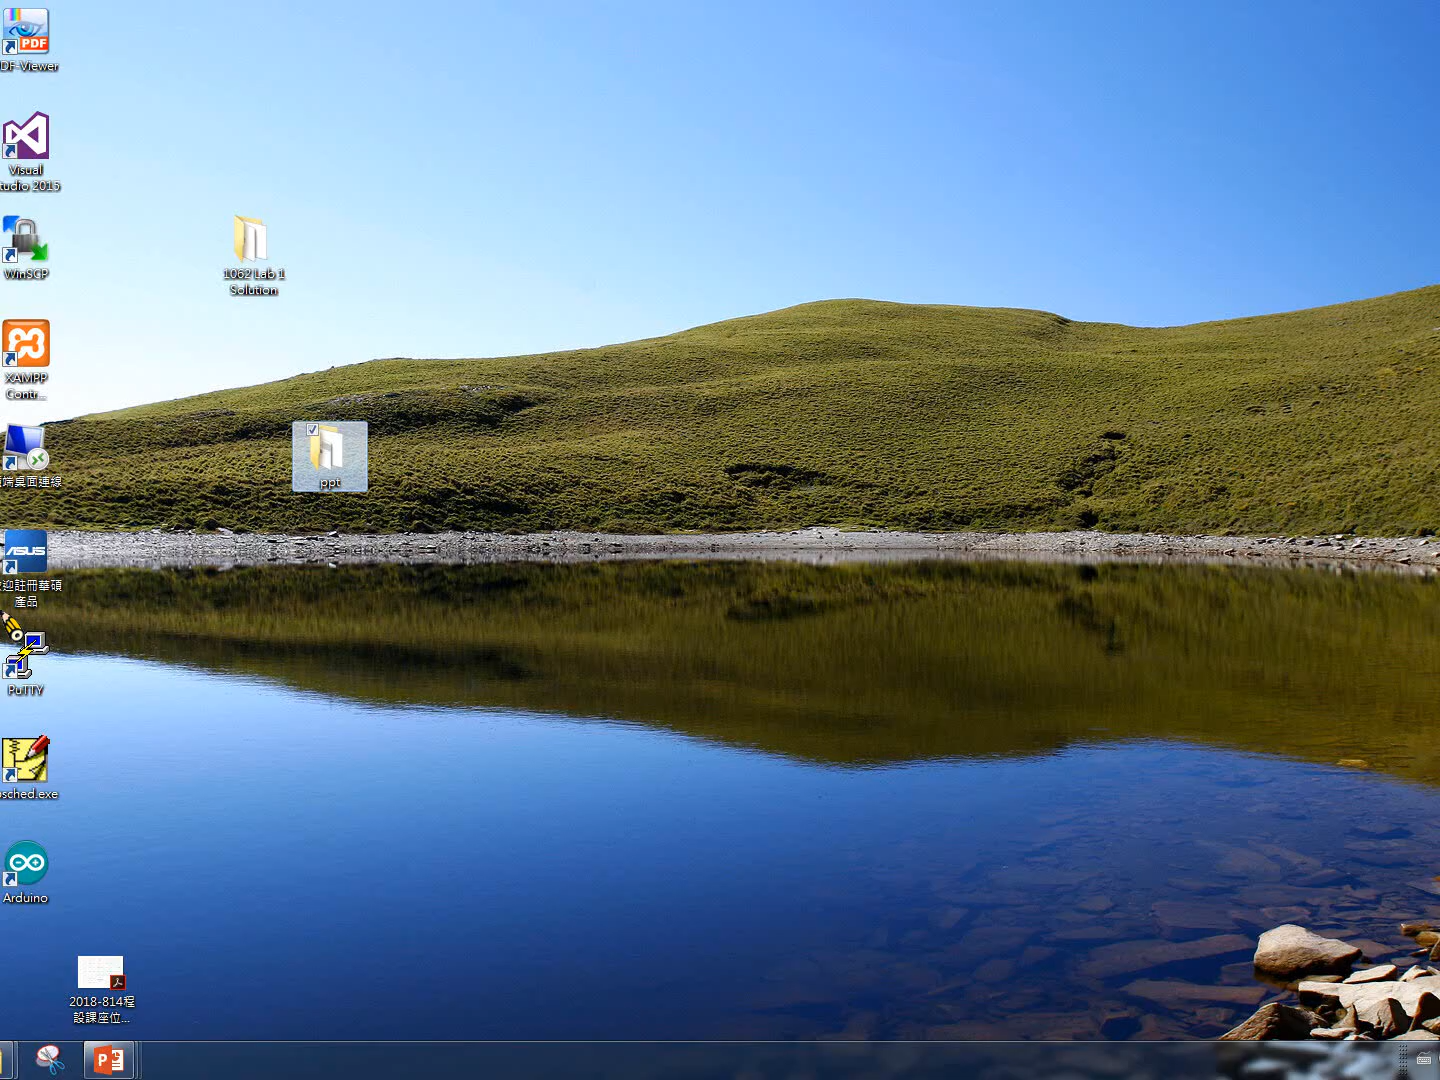 PDF
DF-Viewer
Visual
tudio 2015
WinSCP
1062 Lab 1
Solution
XAMPP
Contr...
ppt
端桌面連線
ASUS
迎註冊華碩
產品
PuTTY
sched.exe
Arduino
2018-814程
設課座位...
P